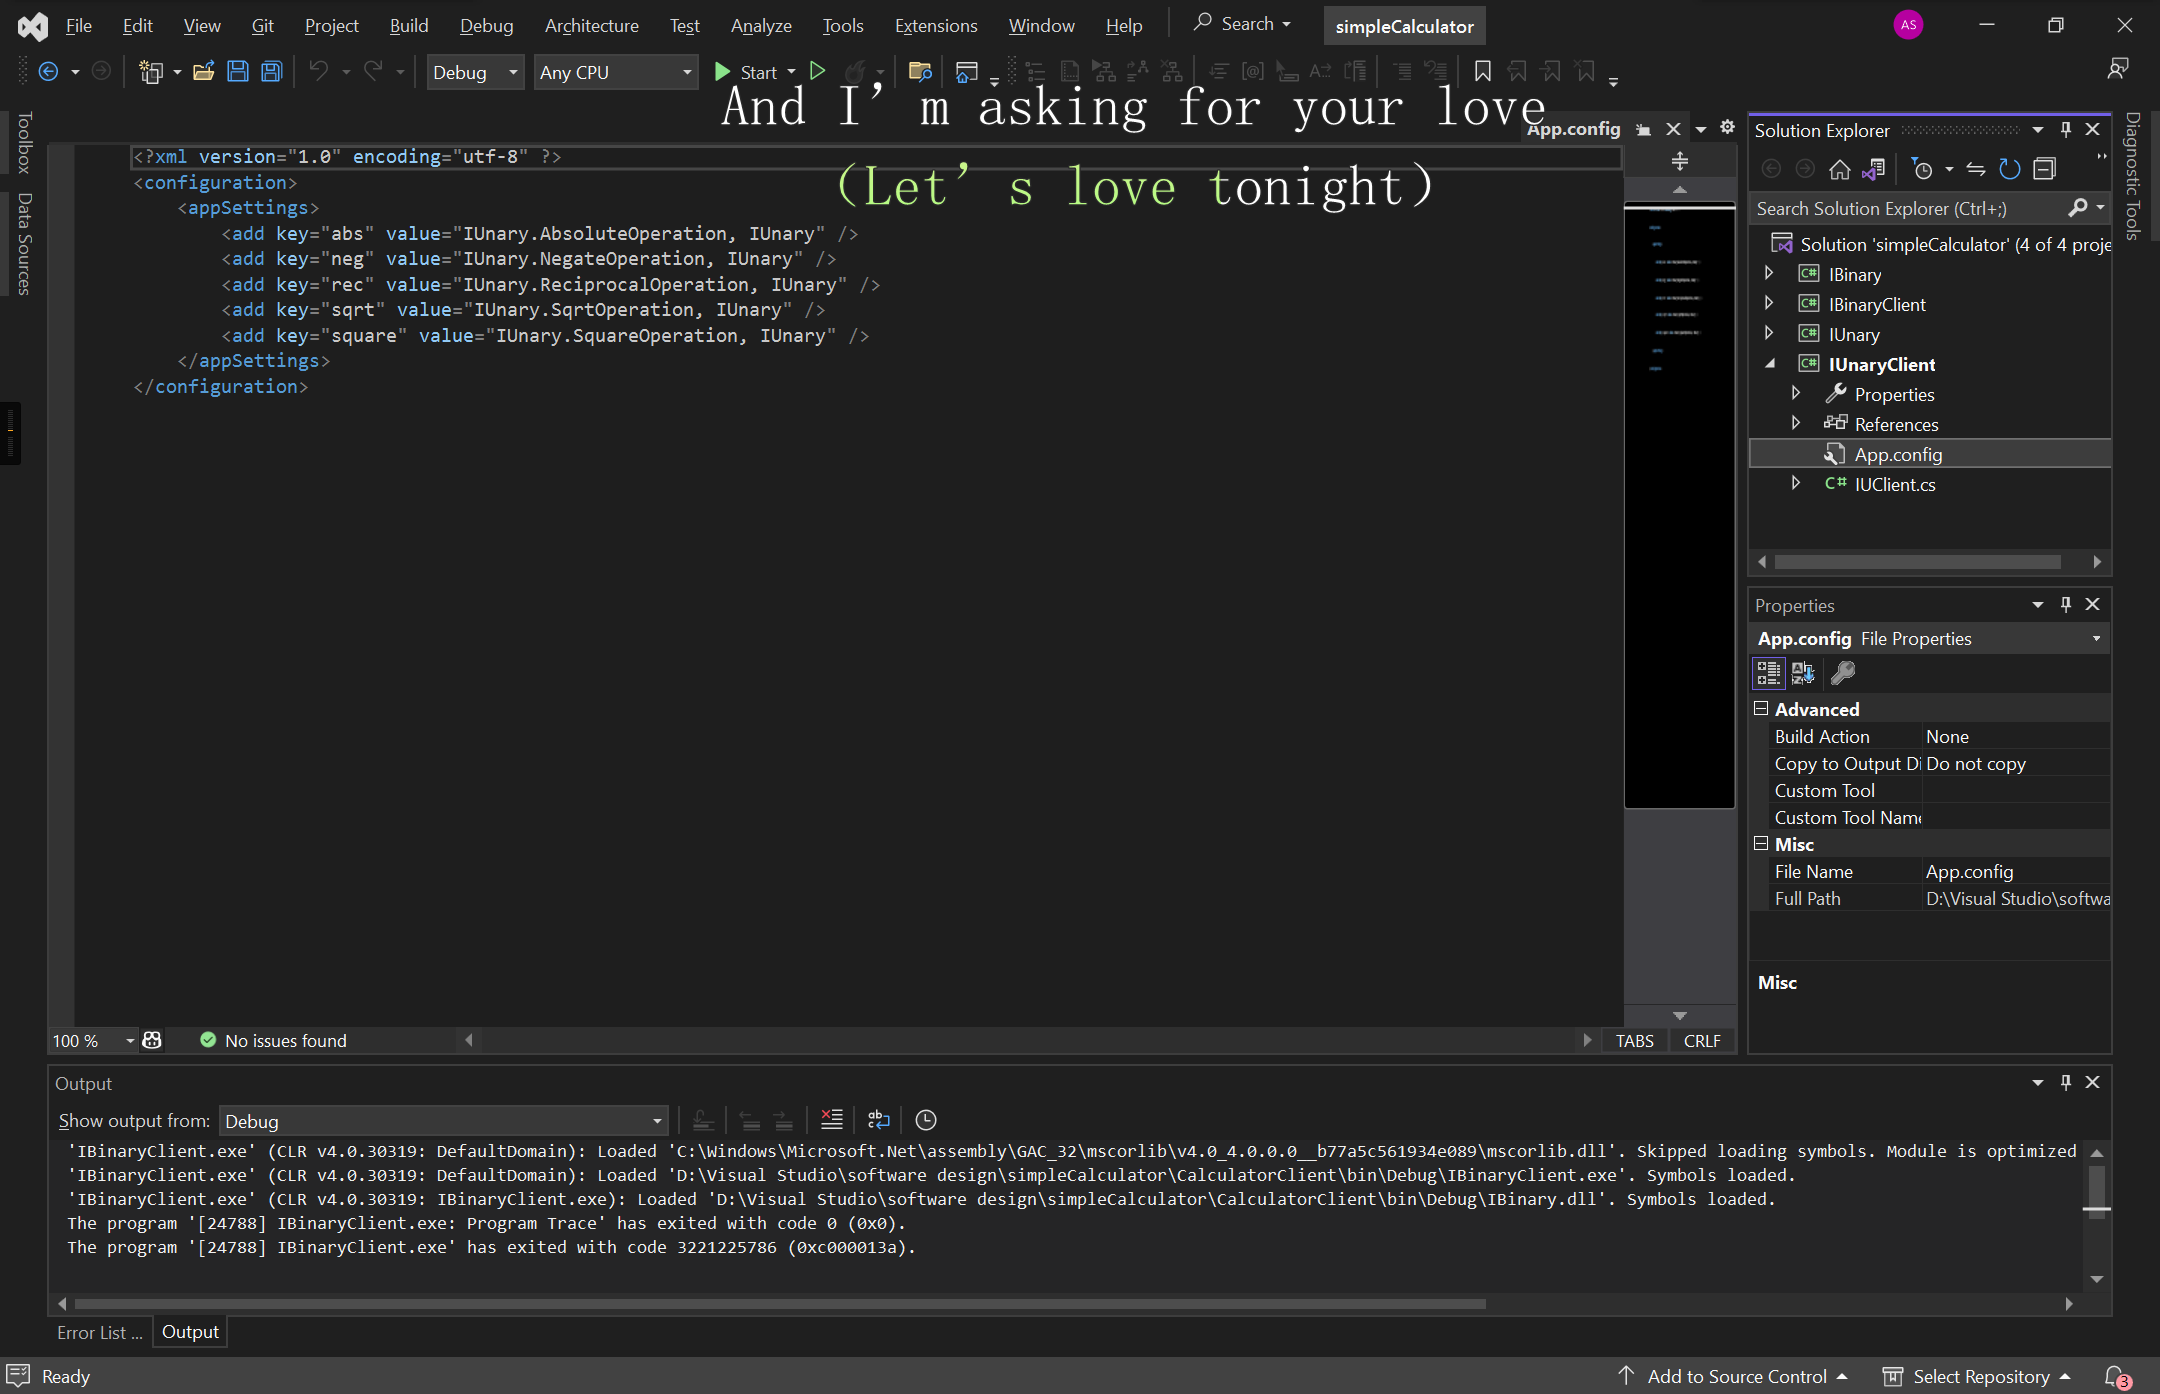 File Edit View Git Project Build Debug Architecture Test Analyze Tools Extensions Window Help Search simpleCalculator AS
Debug Any CPU Start
And I’m asking for your love
(Let’s love tonight)
App.config
Toolbox
Data Sources
<?xml version="1.0" encoding="utf-8" ?>
<configuration>
<appSettings>
<add key="abs" value="IUnary.AbsoluteOperation, IUnary" />
<add key="neg" value="IUnary.NegateOperation, IUnary" />
<add key="rec" value="IUnary.ReciprocalOperation, IUnary" />
<add key="sqrt" value="IUnary.SqrtOperation, IUnary" />
<add key="square" value="IUnary.SquareOperation, IUnary" />
</appSettings>
</configuration>
100 % No issues found TABS CRLF
Solution Explorer
Search Solution Explorer (Ctrl+;)
Solution 'simpleCalculator' (4 of 4 proje
C# IBinary
C# IBinaryClient
C# IUnary
C# IUnaryClient
Properties
References
App.config
C# IUClient.cs
Diagnostic Tools
Properties
App.config File Properties
Advanced
Build Action None
Copy to Output Di Do not copy
Custom Tool
Custom Tool Name
Misc
File Name App.config
Full Path D:\Visual Studio\softwa
Misc
Output
Show output from: Debug
'IBinaryClient.exe' (CLR v4.0.30319: DefaultDomain): Loaded 'C:\Windows\Microsoft.Net\assembly\GAC_32\mscorlib\v4.0_4.0.0.0__b77a5c561934e089\mscorlib.dll'. Skipped loading symbols. Module is optimized
'IBinaryClient.exe' (CLR v4.0.30319: DefaultDomain): Loaded 'D:\Visual Studio\software design\simpleCalculator\CalculatorClient\bin\Debug\IBinaryClient.exe'. Symbols loaded.
'IBinaryClient.exe' (CLR v4.0.30319: IBinaryClient.exe): Loaded 'D:\Visual Studio\software design\simpleCalculator\CalculatorClient\bin\Debug\IBinary.dll'. Symbols loaded.
The program '[24788] IBinaryClient.exe: Program Trace' has exited with code 0 (0x0).
The program '[24788] IBinaryClient.exe' has exited with code 3221225786 (0xc000013a).
Error List ... Output
Ready Add to Source Control Select Repository 3